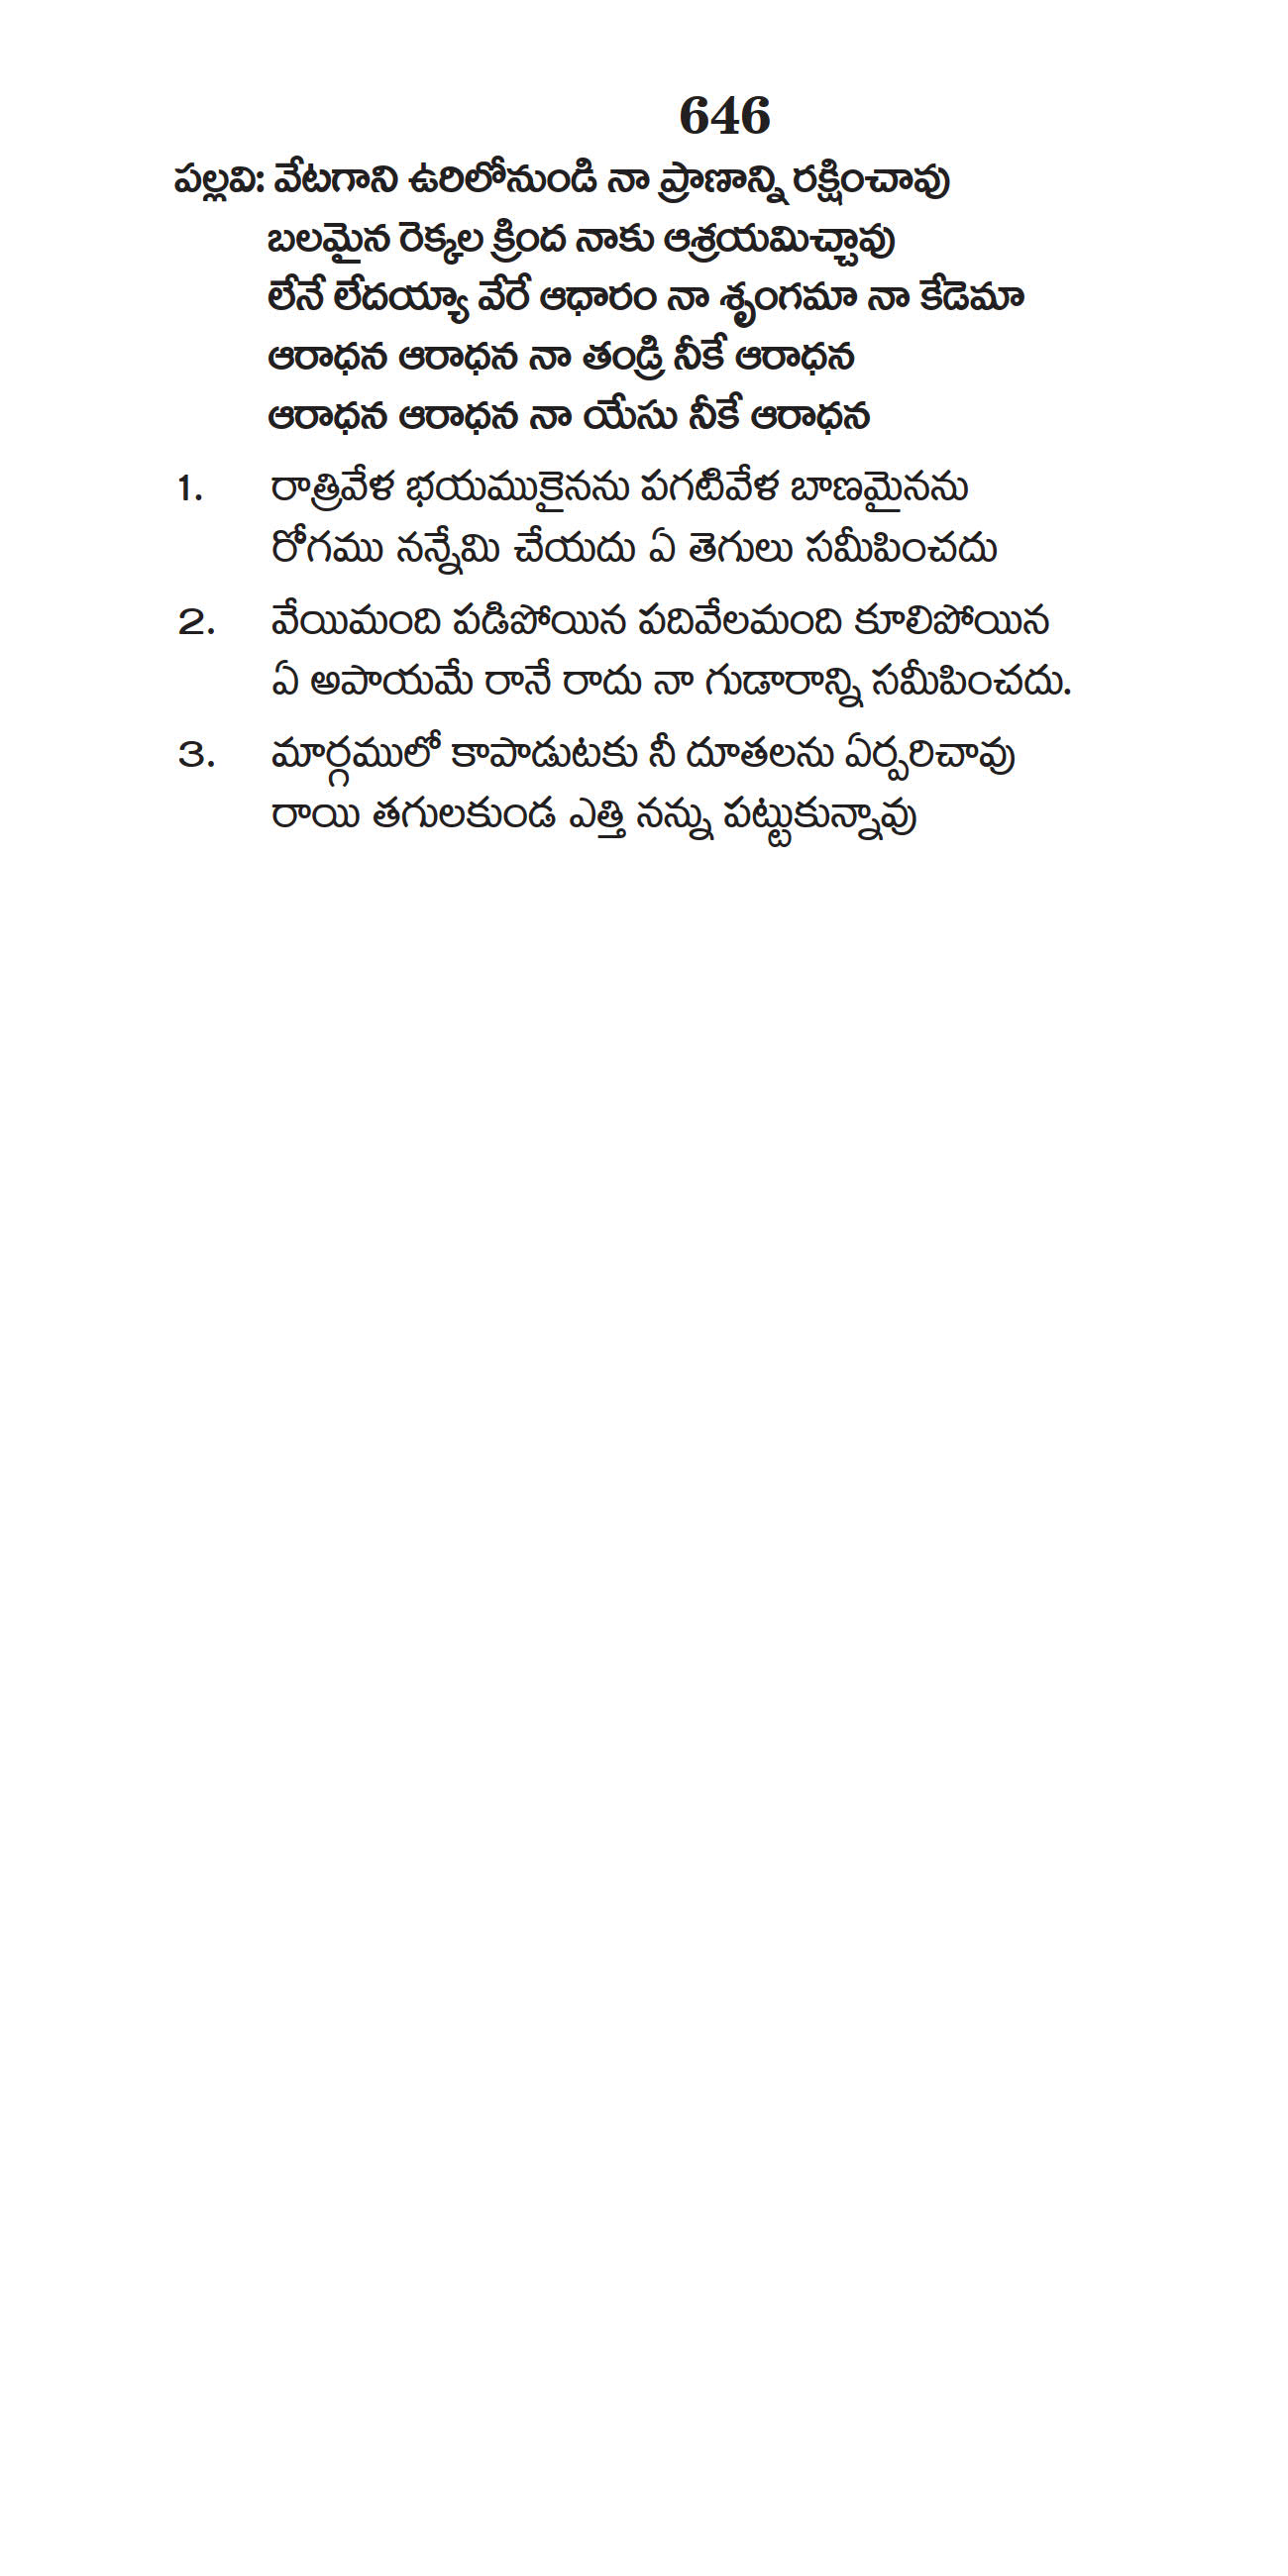 646
పల్లవి: వేటగాని ఉరిలోనుండి నా ప్రాణాన్ని రక్షించావు
బలమైన రెక్కల క్రింద నాకు ఆశ్రయమిచ్చావు
లేనే లేదయ్యా వేరే ఆధారం నా శృంగమా నా కేడెమా
ఆరాధన ఆరాధన నా తండ్రి నీకే ఆరాధన
ఆరాధన ఆరాధన నా యేసు నీకే ఆరాధన
1. రాత్రివేళ భయముకైనను పగటివేళ బాణమైనను
రోగము నన్నేమి చేయదు ఏ తెగులు సమీపించదు
2. వేయిమంది పడిపోయిన పదివేలమంది కూలిపోయిన
ఏ అపాయమే రానే రాదు నా గుడారాన్ని సమీపించదు.
3. మార్గములో కాపాడుటకు నీ దూతలను ఏర్పరిచావు
రాయి తగులకుండ ఎత్తి నన్ను పట్టుకున్నావు